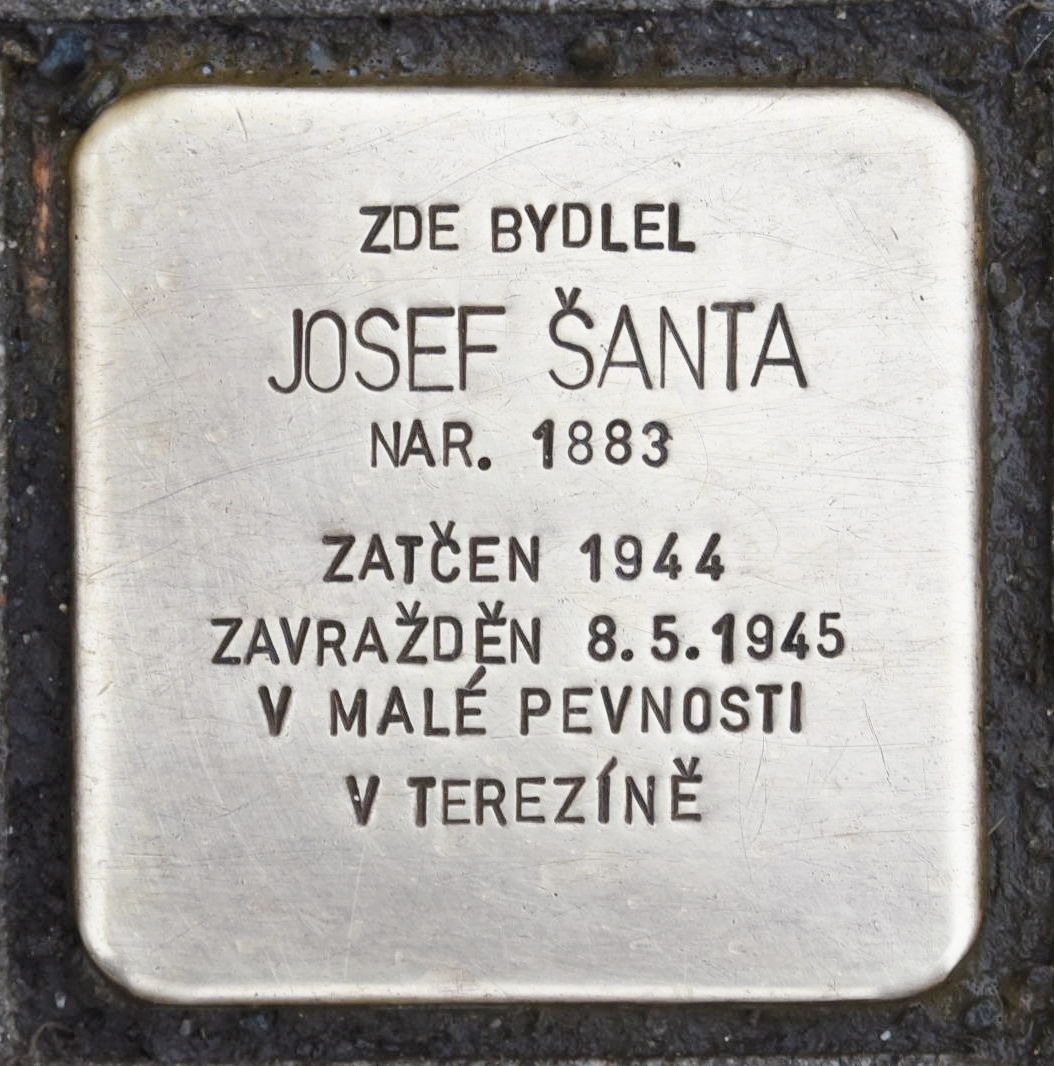 ZDE BYDLEL
JOSEF ŠANTA
NAR. 1883
ZATČEN 1944
ZAVRAŽDĚN 8.5.1945
V MALÉ PEVNOSTI
V TEREZÍNĚ